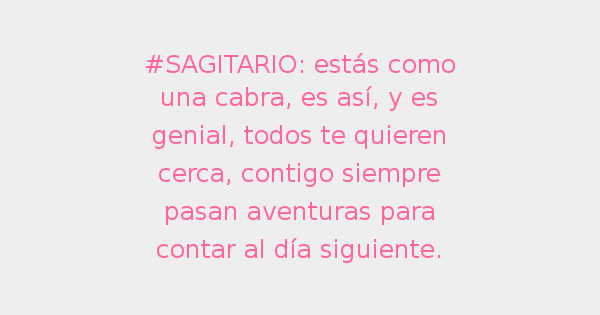 #SAGITARIO: estás como
una cabra, es así, y es
genial, todos te quieren
cerca, contigo siempre
pasan aventuras para
contar al día siguiente.